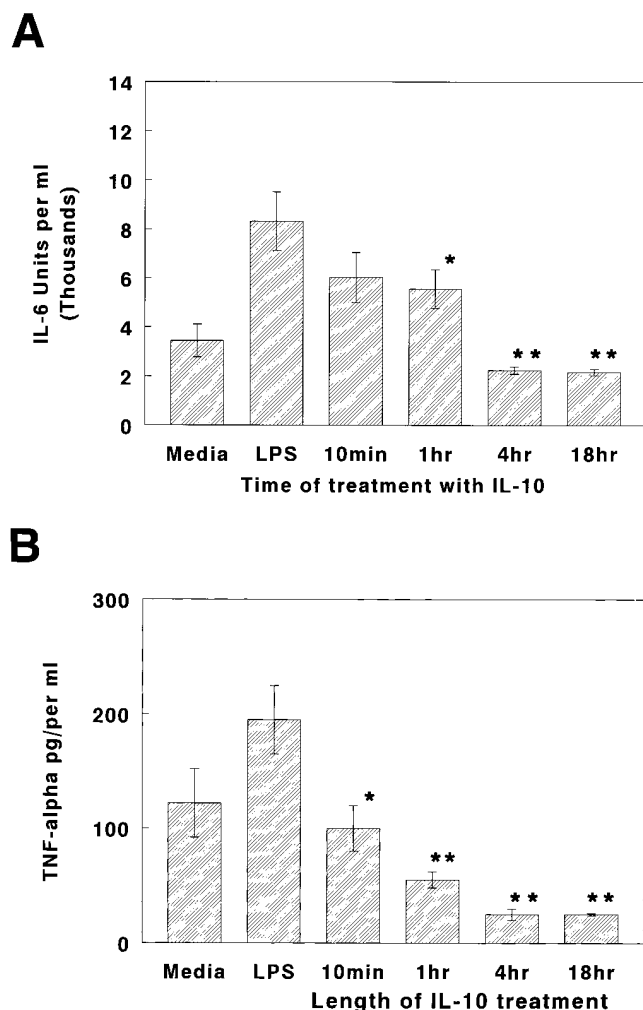 A
14
12
10
8
6
4
2
0
IL-6 Units per ml
(Thousands)
*
**
**
Media LPS 10min 1hr 4hr 18hr
Time of treatment with IL-10
B
300
200
100
0
TNF-alpha pg/per ml
*
**
**
**
Media LPS 10min 1hr 4hr 18hr
Length of IL-10 treatment